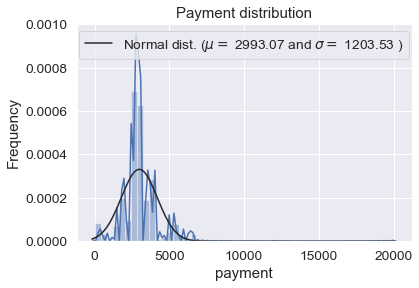 Payment distribution
Normal dist. (μ = 2993.07 and σ = 1203.53 )
0.0010
0.0008
0.0006
0.0004
0.0002
0.0000
Frequency
0 5000 10000 15000 20000
payment